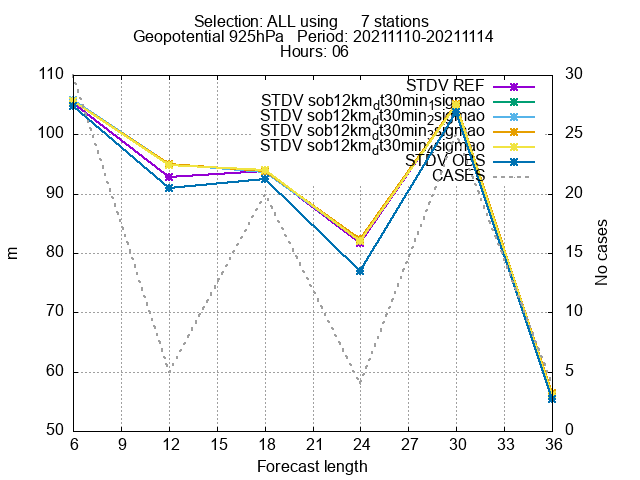 Selection: ALL using 7 stations
Geopotential 925hPa Period: 20211110-20211114
Hours: 06
110
100
90
80
70
60
50
30
25
20
15
10
5
0
STDV REF
STDV sob12km_dt30min_1sigmao
STDV sob12km_dt30min_2sigmao
STDV sob12km_dt30min_3sigmao
STDV sob12km_dt30min_4sigmao
STDV OBS
CASES
m
No cases
6 9 12 15 18 21 24 27 30 33 36
Forecast length